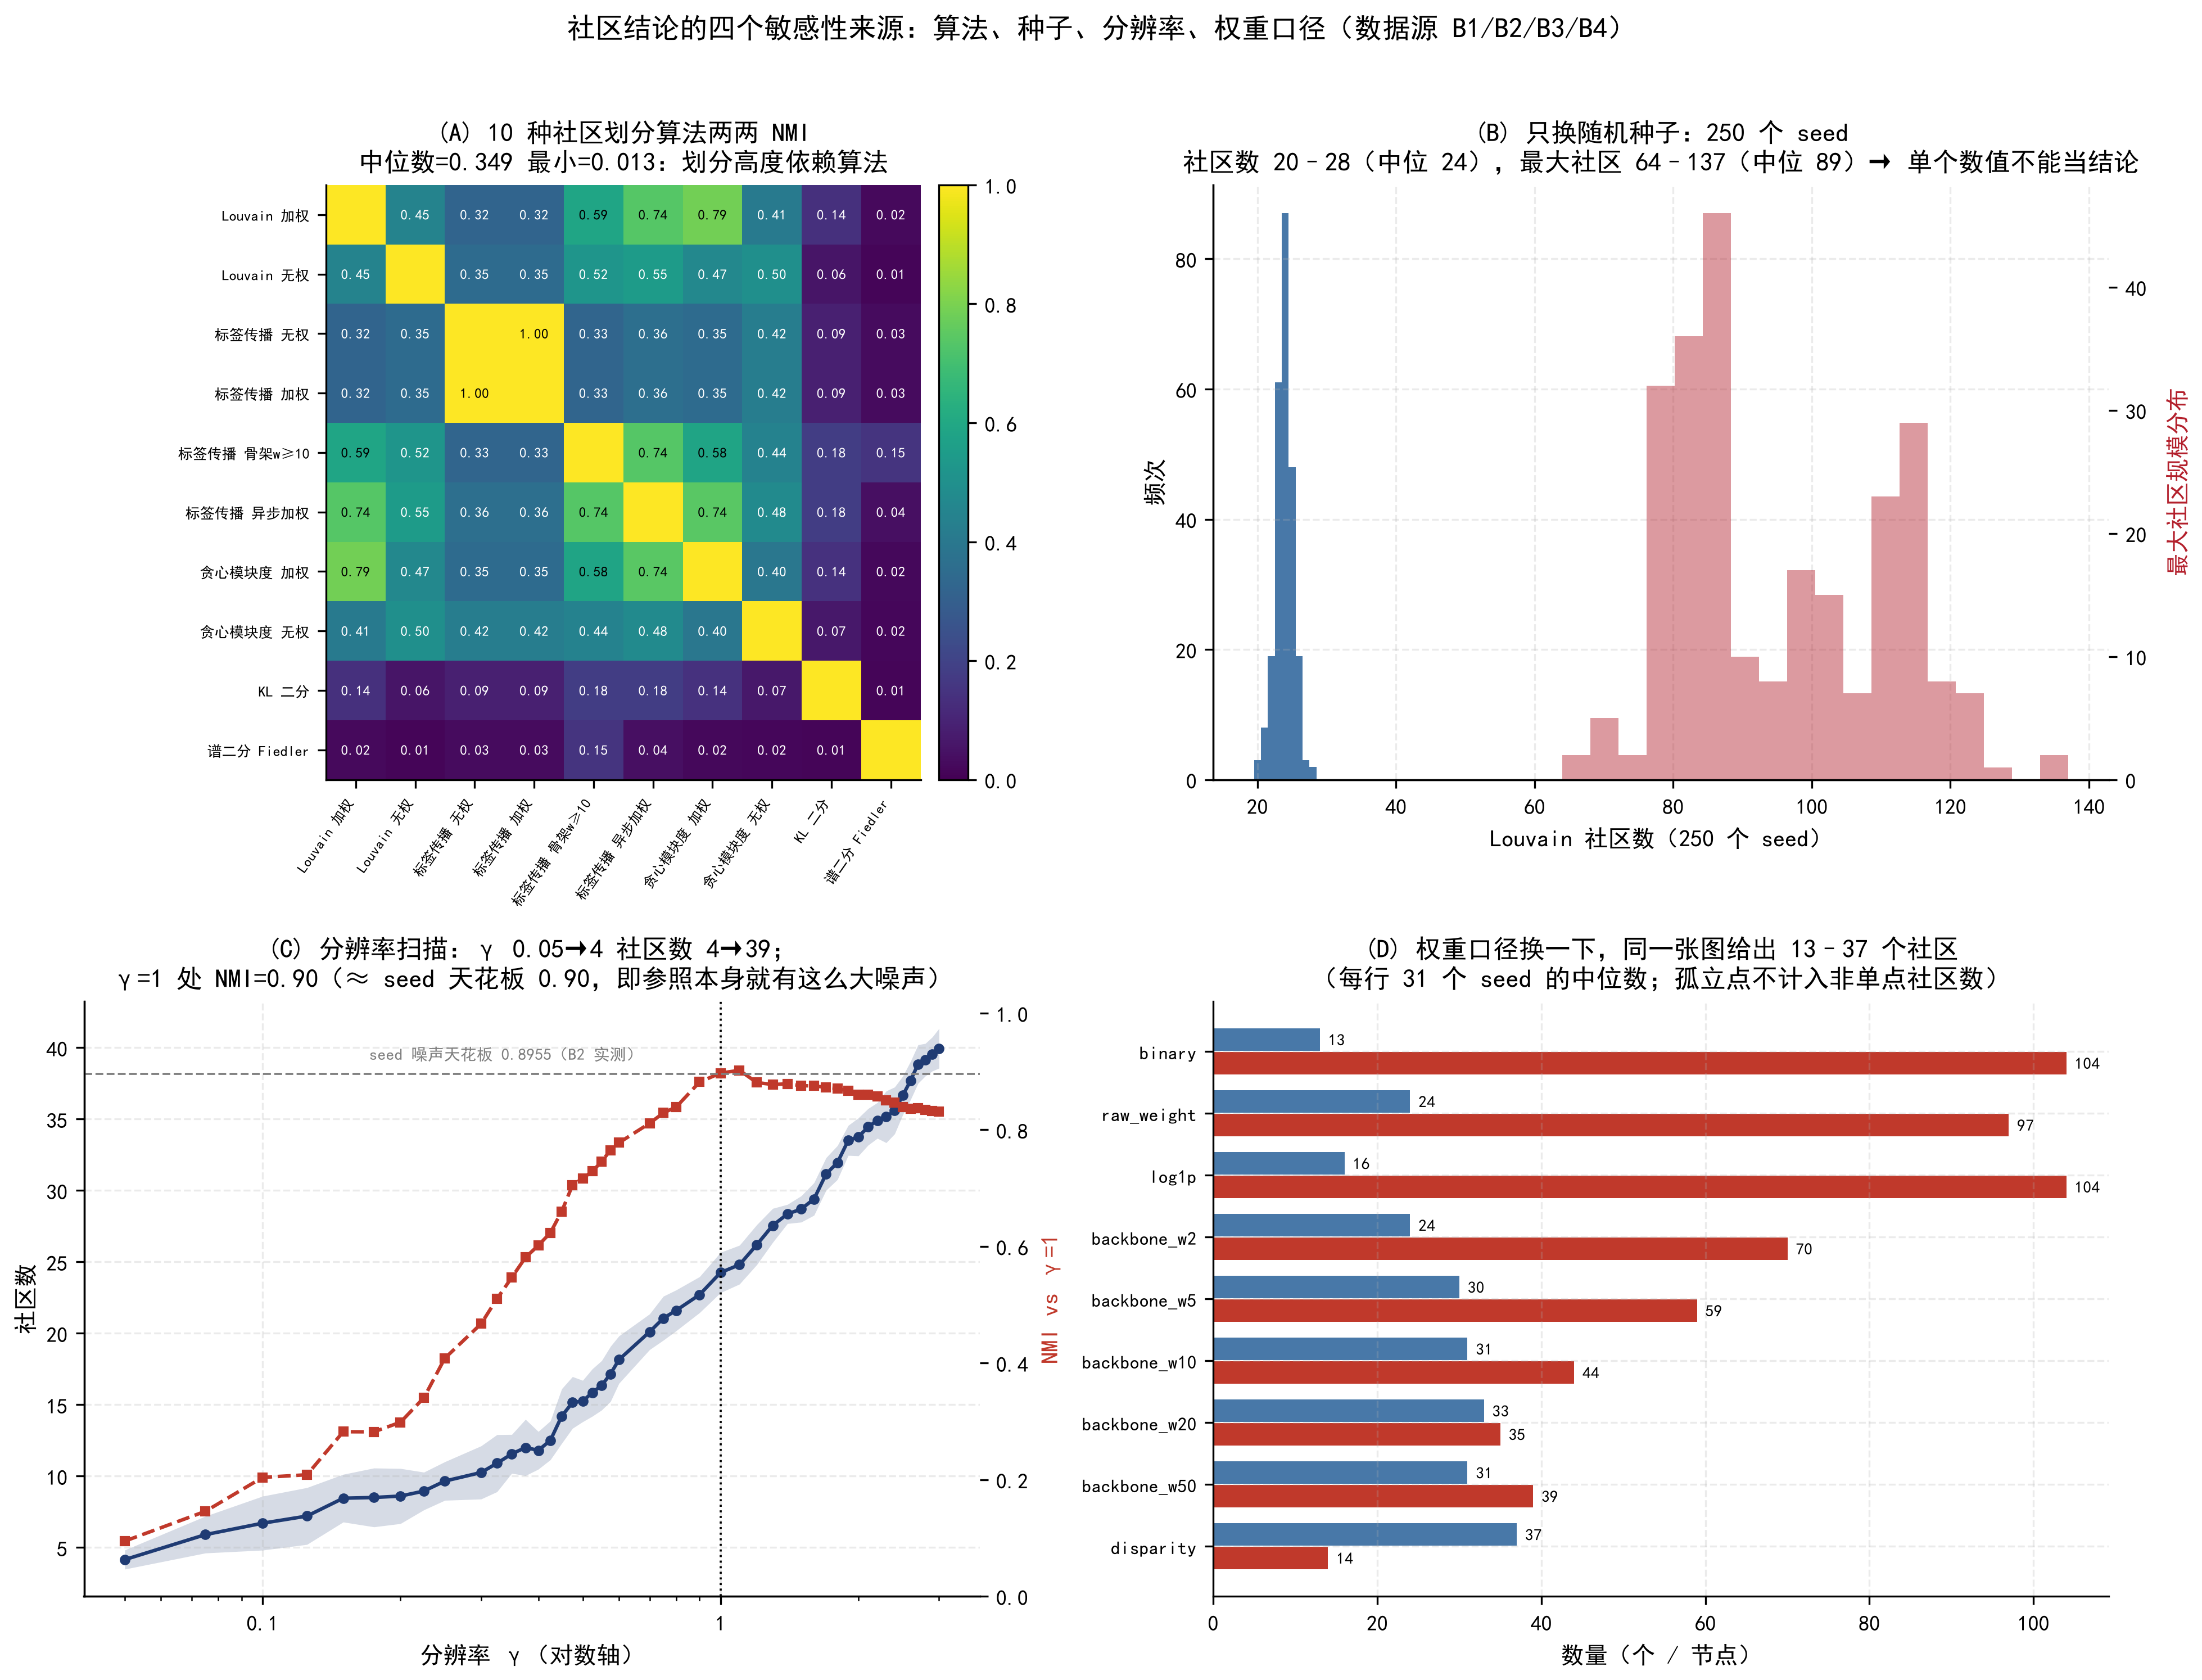 社区结论的四个敏感性来源：算法、种子、分辨率、权重口径（数据源 B1/B2/B3/B4）
(A) 10 种社区划分算法两两 NMI
中位数=0.349 最小=0.013：划分高度依赖算法
Louvain 加权
0.45 0.32 0.32 0.59 0.74 0.79 0.41 0.14 0.02
Louvain 无权
0.45 0.35 0.35 0.52 0.55 0.47 0.50 0.06 0.01
标签传播 无权
0.32 0.35 1.00 0.33 0.36 0.35 0.42 0.09 0.03
标签传播 加权
0.32 0.35 1.00 0.33 0.36 0.35 0.42 0.09 0.03
标签传播 骨架w≥10
0.59 0.52 0.33 0.33 0.74 0.58 0.44 0.18 0.15
标签传播 异步加权
0.74 0.55 0.36 0.36 0.74 0.74 0.48 0.18 0.04
贪心模块度 加权
0.79 0.47 0.35 0.35 0.58 0.74 0.40 0.14 0.02
贪心模块度 无权
0.41 0.50 0.42 0.42 0.44 0.48 0.40 0.07 0.02
KL 二分
0.14 0.06 0.09 0.09 0.18 0.18 0.14 0.07 0.01
谱二分 Fiedler
0.02 0.01 0.03 0.03 0.15 0.04 0.02 0.02 0.01
Louvain 加权
Louvain 无权
标签传播 无权
标签传播 加权
标签传播 骨架w≥10
标签传播 异步加权
贪心模块度 加权
贪心模块度 无权
KL 二分
谱二分 Fiedler
1.0
0.8
0.6
0.4
0.2
0.0
(B) 只换随机种子：250 个 seed
社区数 20–28（中位 24），最大社区 64–137（中位 89）→ 单个数值不能当结论
频次
80
60
40
20
0
40
30
20
10
0
最大社区规模分布
20 40 60 80 100 120 140
Louvain 社区数（250 个 seed）
(C) 分辨率扫描：γ 0.05→4 社区数 4→39；
γ=1 处 NMI=0.90（≈ seed 天花板 0.90，即参照本身就有这么大噪声）
seed 噪声天花板 0.8955（B2 实测）
社区数
40
35
30
25
20
15
10
5
1.0
0.8
0.6
0.4
0.2
0.0
NMI vs γ=1
0.1 1
分辨率 γ（对数轴）
(D) 权重口径换一下，同一张图给出 13–37 个社区
（每行 31 个 seed 的中位数；孤立点不计入非单点社区数）
binary
13
104
raw_weight
24
97
log1p
16
104
backbone_w2
24
70
backbone_w5
30
59
backbone_w10
31
44
backbone_w20
33
35
backbone_w50
31
39
disparity
37
14
0 20 40 60 80 100
数量（个 / 节点）